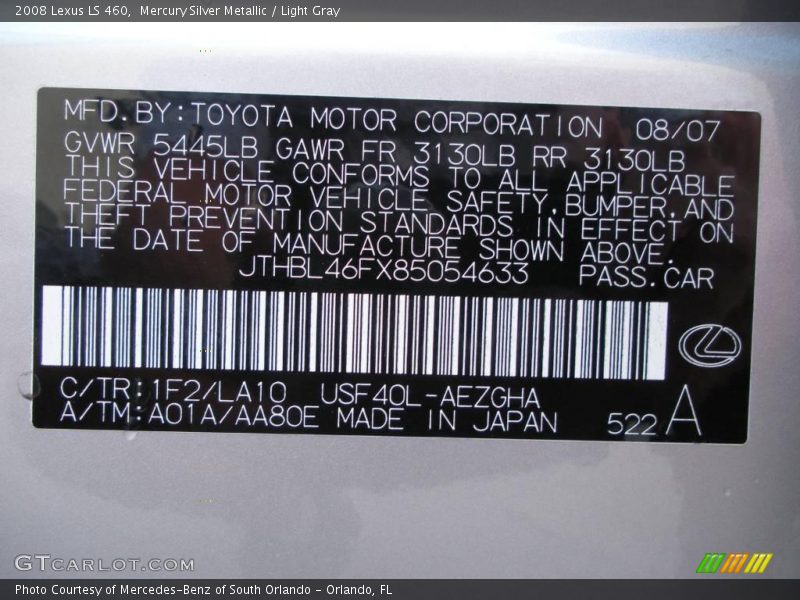 2008 Lexus LS 460,  Mercury Silver Metallic / Light Gray
MFD.BY:TOYOTA MOTOR CORPORATION 08/07
GVWR 5445LB GAWR FR 3130LB RR 3130LB
THIS VEHICLE CONFORMS TO ALL APPLICABLE
FEDERAL MOTOR VEHICLE SAFETY,BUMPER,AND
THEFT PREVENTION STANDARDS IN EFFECT ON
THE DATE OF MANUFACTURE SHOWN ABOVE.
JTHBL46FX85054633 PASS.CAR
C/TR:1F2/LA10 USF40L-AEZGHA
A/TM:A01A/AA80E MADE IN JAPAN 522 A
GTCARLOT.COM
Photo Courtesy of Mercedes-Benz of South Orlando - Orlando, FL